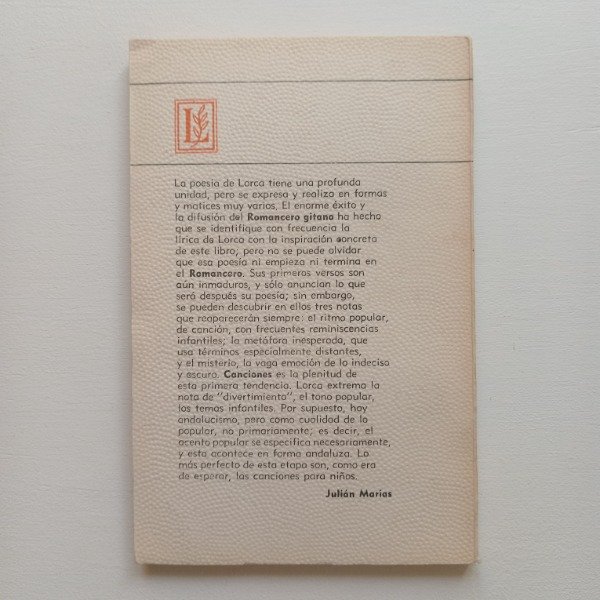 L
La poesía de Lorca tiene una profunda
unidad, pero se expresa y realiza en formas
y matices muy varios. El enorme éxito y
la difusión del Romancero gitano ha hecho
que se identifique con frecuencia la
lírica de Lorca con la inspiración concreta
de este libro; pero no se puede olvidar
que esa poesía ni empieza ni termina en
el Romancero. Sus primeros versos son
aún inmaduros, y sólo anuncian lo que
será después su poesía; sin embargo,
se pueden descubrir en ellos tres notas
que reaparecerán siempre: el ritmo popular,
de canción, con frecuentes reminiscencias
infantiles; la metáfora inesperada, que
usa términos especialmente distantes,
y el misterio, la vaga emoción de lo indeciso
y oscuro. Canciones es la plenitud de
esta primera tendencia. Lorca extrema la
nota de "divertimiento", el tono popular,
los temas infantiles. Por supuesto, hay
andalucismo, pero como cualidad de lo
popular, no primariamente; es decir, el
acento popular se especifica necesariamente,
y esto acontece en forma andaluza. Lo
más perfecto de esta etapa son, como era
de esperar, las canciones para niños.
Julián Marías